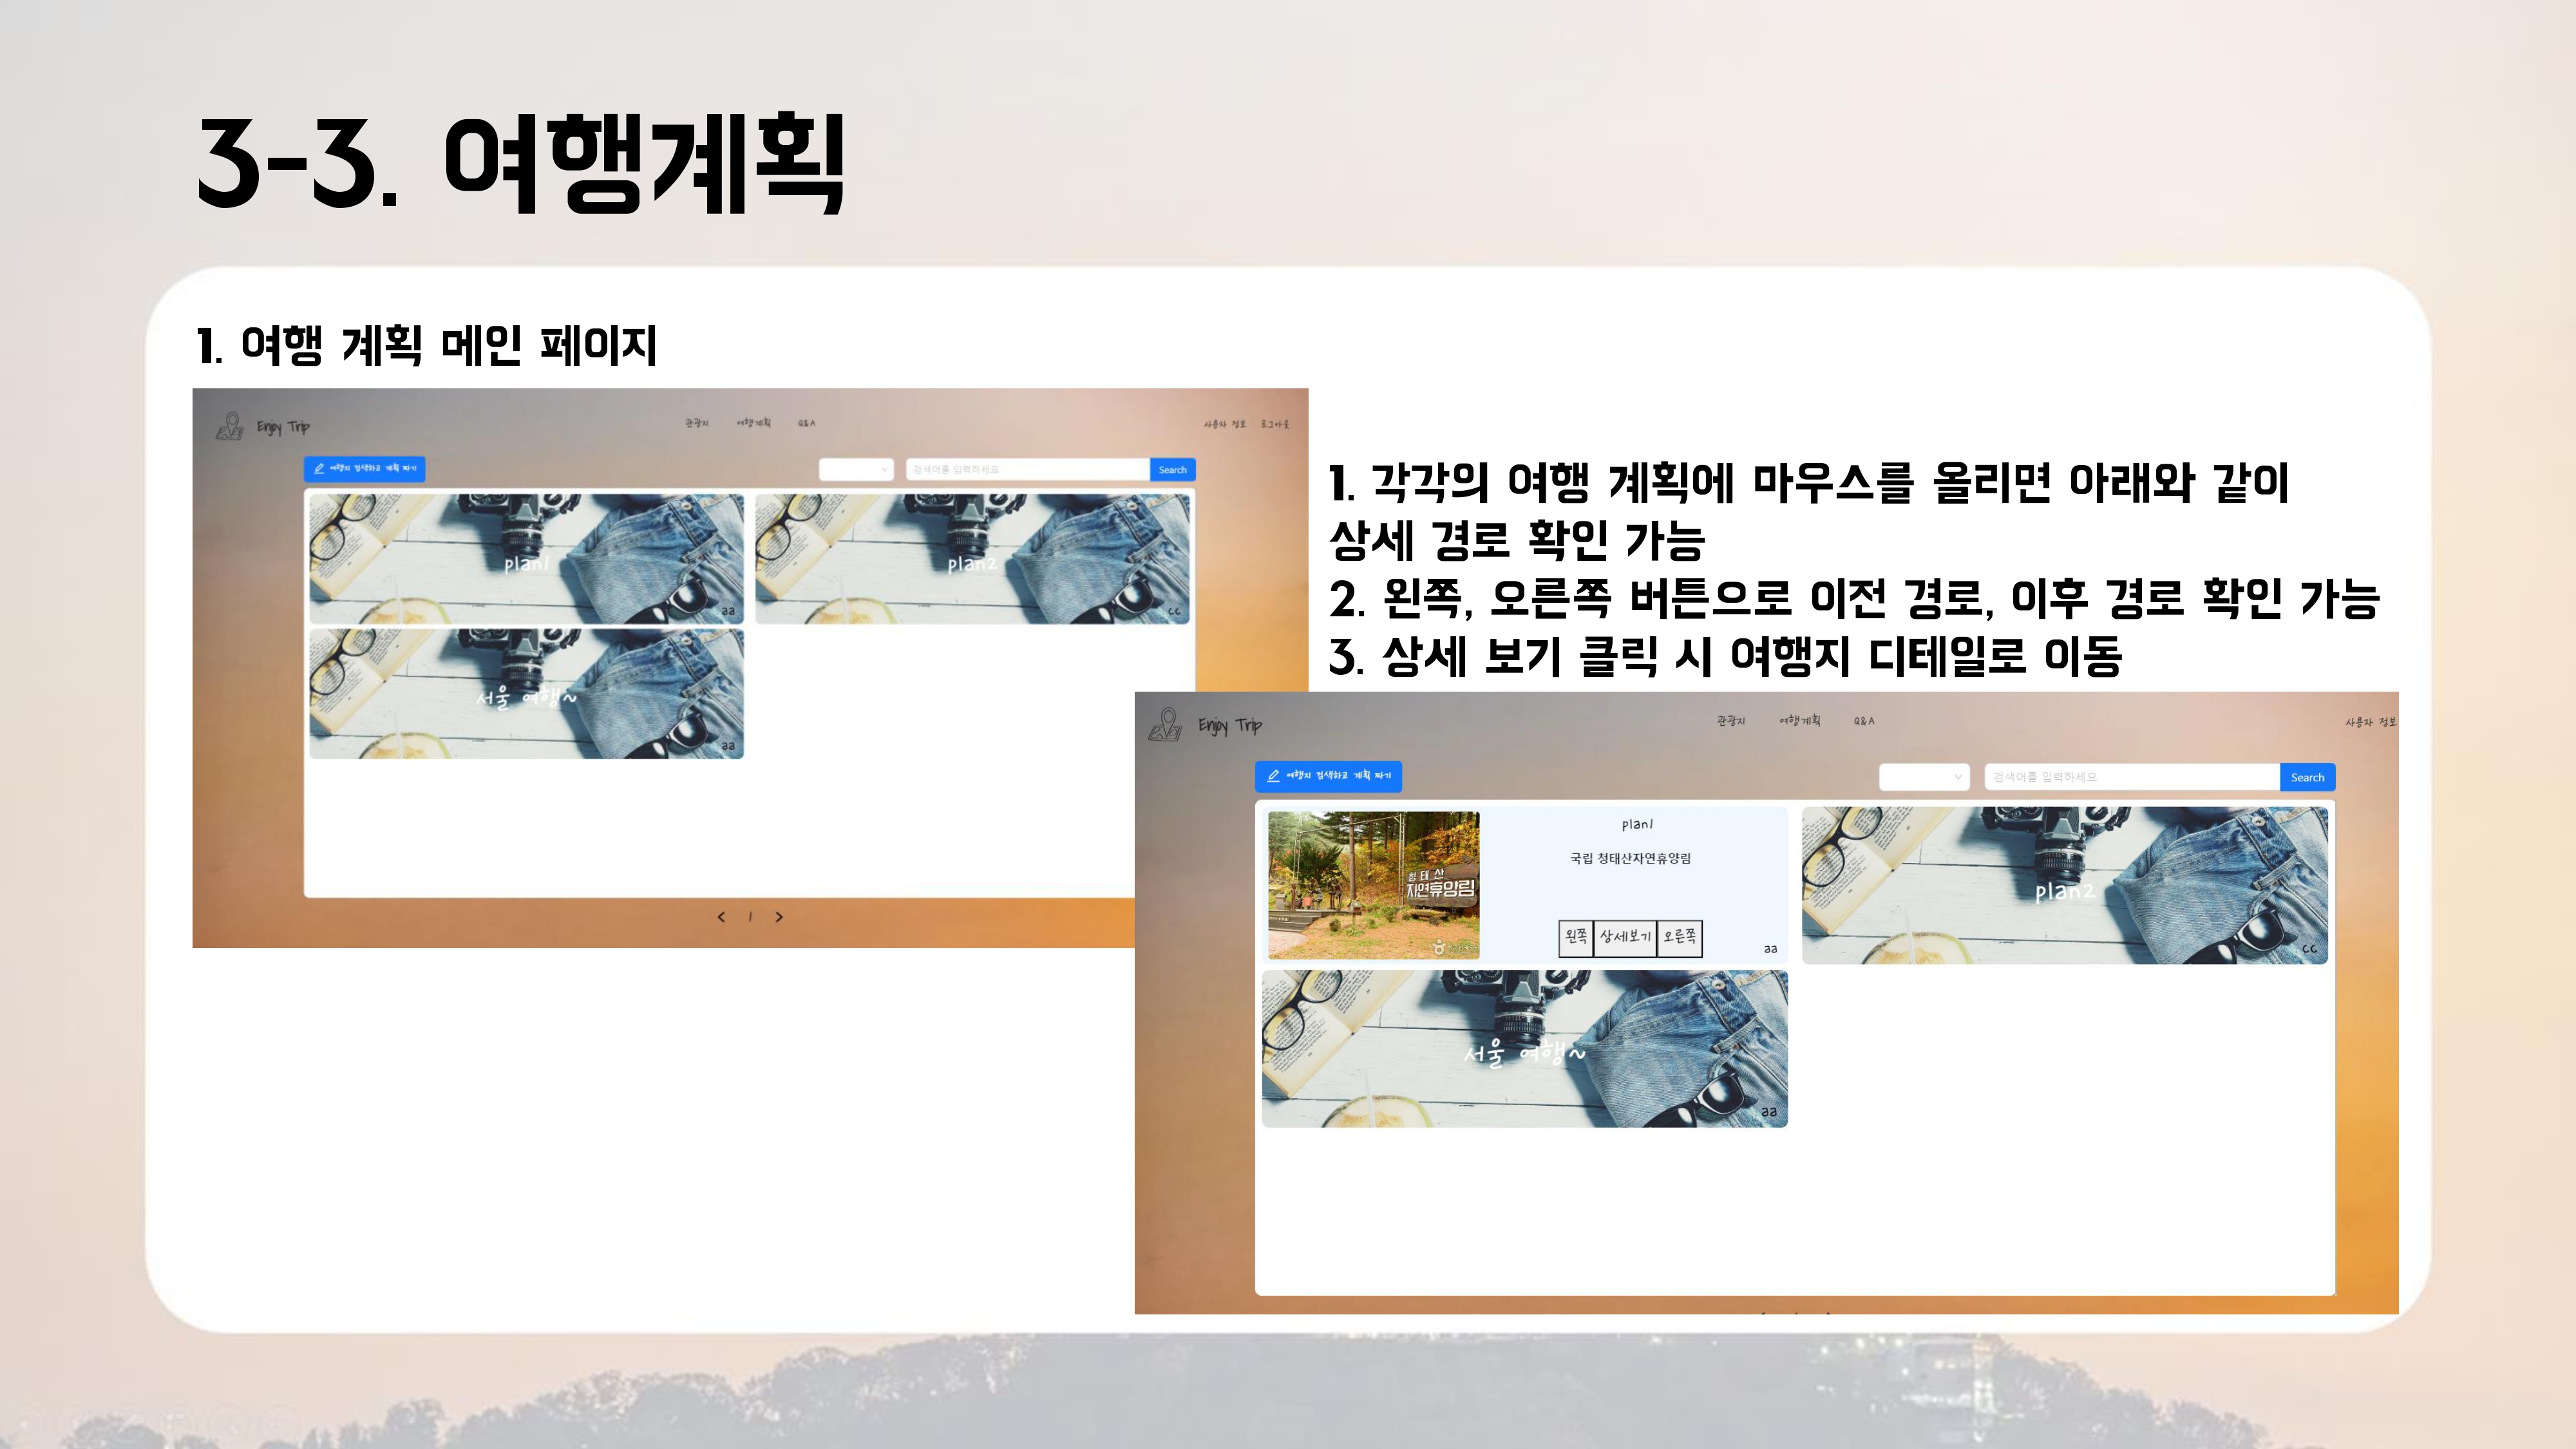 3-3. 여행계획
1. 여행 계획 메인 페이지
Enjoy Trip
관광지 여행계획 Q&A
사용자 정보 로그아웃
여행지 검색하고 계획 짜기
검색어를 입력하세요 Search
plan1
aa
plan2
cc
서울 여행~
aa
< 1 >
1. 각각의 여행 계획에 마우스를 올리면 아래와 같이
상세 경로 확인 가능
2. 왼쪽, 오른쪽 버튼으로 이전 경로, 이후 경로 확인 가능
3. 상세 보기 클릭 시 여행지 디테일로 이동
Enjoy Trip
관광지 여행계획 Q&A
사용자 정보
여행지 검색하고 계획 짜기
검색어를 입력하세요 Search
청태산
자연휴양림
plan1
국립 청태산자연휴양림
왼쪽 상세보기 오른쪽
aa
plan2
cc
서울 여행~
aa